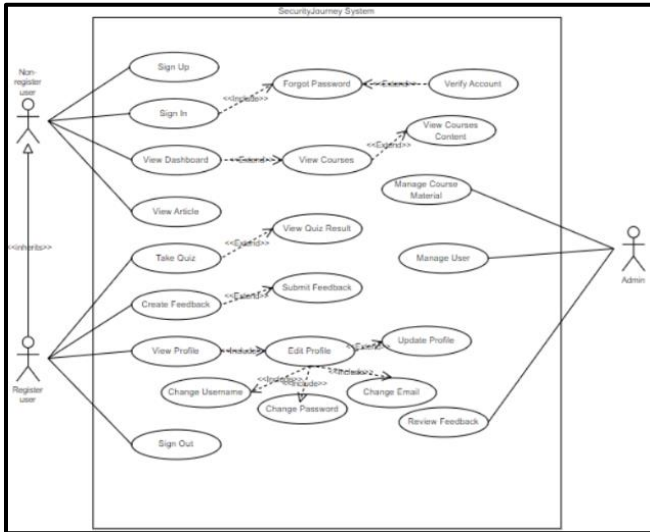 SecurityJourney System
Non-
register
user
Sign Up
Forgot Password
<<Extend>>
Verify Account
Sign In
<<Include>>
View Courses
Content
View Dashboard
<<Extend>>
View Courses
<<Extend>>
Manage Course
Material
View Article
View Quiz Result
<<inherits>>
Take Quiz
<<Extend>>
Manage User
Admin
Create Feedback
<<Extend>>
Submit Feedback
View Profile
<<Include>>
Edit Profile
<<Extend>>
Update Profile
Register
user
Change Username
<<Include>>
<<Include>>
<<Include>>
Change Email
Change Password
Review Feedback
Sign Out